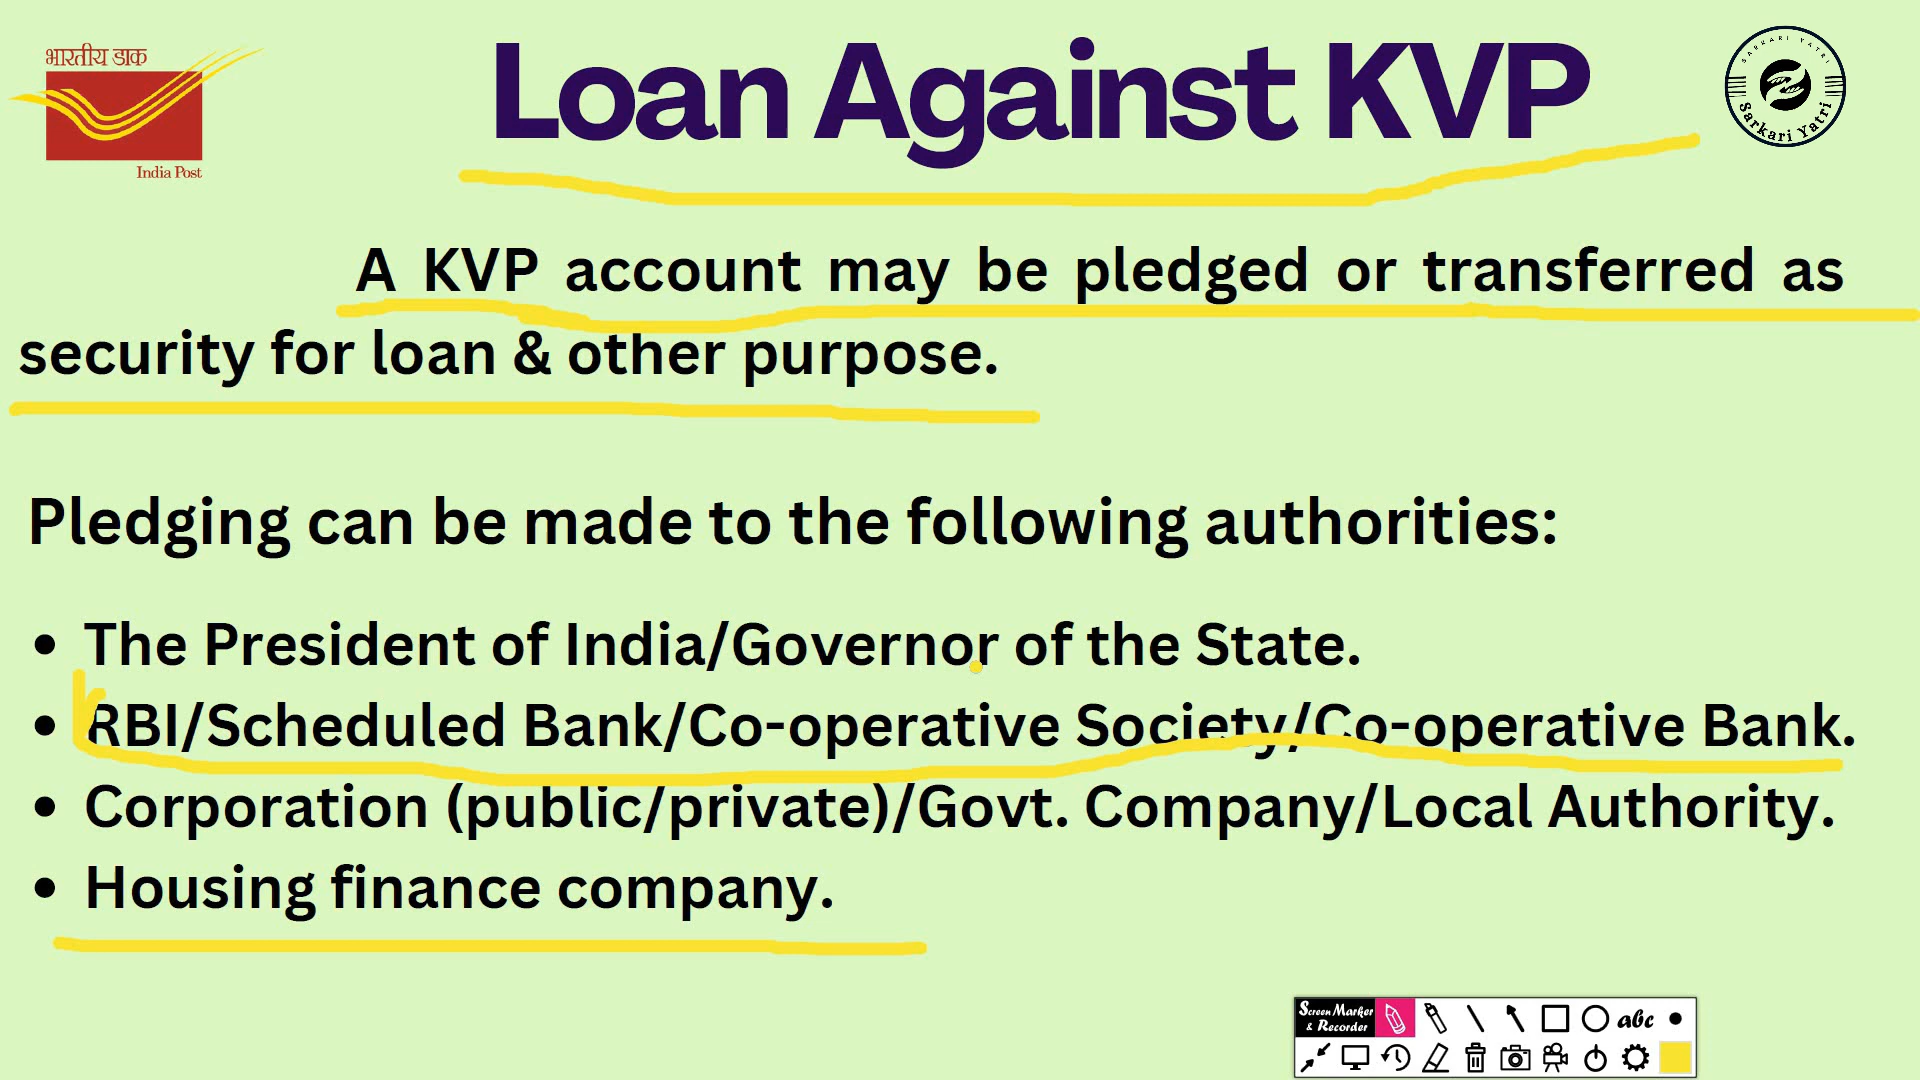 भारतीय डाक
India Post
Loan Against KVP
SARKARI YATRI
Sarkari Yatri
A KVP account may be pledged or transferred as
security for loan & other purpose.
Pledging can be made to the following authorities:
• The President of India/Governor of the State.
• RBI/Scheduled Bank/Co-operative Society/Co-operative Bank.
• Corporation (public/private)/Govt. Company/Local Authority.
• Housing finance company.
Screen Marker
& Recorder
abc